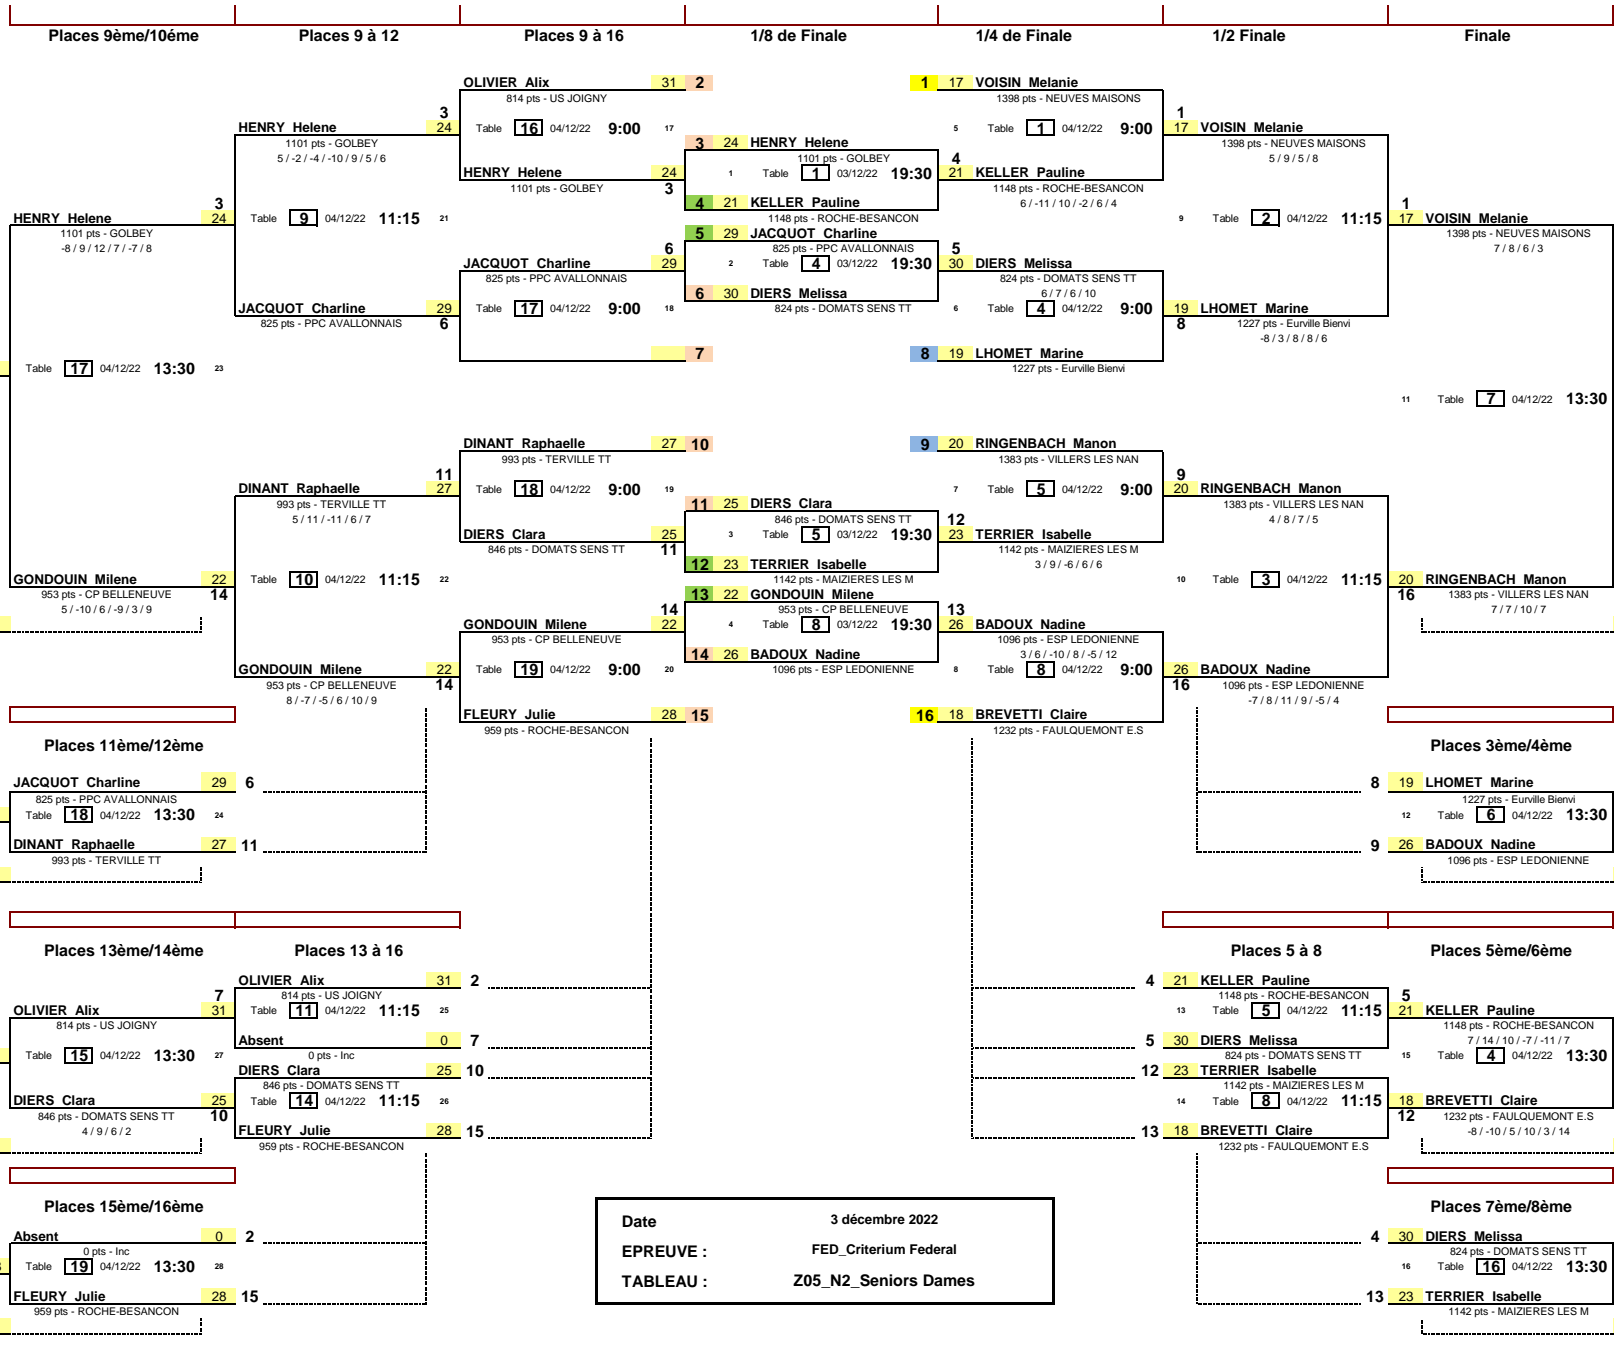 Places 9ème/10éme Places 9 à 12 Places 9 à 16 1/8 de Finale 1/4 de Finale 1/2 Finale Finale
OLIVIER Alix 31 2 1 17 VOISIN Melanie
814 pts - US JOIGNY 1398 pts - NEUVES MAISONS
3 1
HENRY Helene 24 Table 16 04/12/22 9:00 17 5 Table 1 04/12/22 9:00 17 VOISIN Melanie
1101 pts - GOLBEY 3 24 HENRY Helene 1398 pts - NEUVES MAISONS
5 / -2 / -4 / -10 / 9 / 5 / 6 1101 pts - GOLBEY 4 5 / 9 / 5 / 8
HENRY Helene 24 1 Table 1 03/12/22 19:30 21 KELLER Pauline
1101 pts - GOLBEY 3 1148 pts - ROCHE-BESANCON
3 4 21 KELLER Pauline 6 / -11 / 10 / -2 / 6 / 4 1
HENRY Helene 24 Table 9 04/12/22 11:15 21 1148 pts - ROCHE-BESANCON 9 Table 2 04/12/22 11:15 17 VOISIN Melanie
1101 pts - GOLBEY 5 29 JACQUOT Charline 1398 pts - NEUVES MAISONS
-8 / 9 / 12 / 7 / -7 / 8 6 825 pts - PPC AVALLONNAIS 5 7 / 8 / 6 / 3
JACQUOT Charline 29 2 Table 4 03/12/22 19:30 30 DIERS Melissa
825 pts - PPC AVALLONNAIS 824 pts - DOMATS SENS TT
6 30 DIERS Melissa 6 / 7 / 6 / 10
JACQUOT Charline 29 Table 17 04/12/22 9:00 18 824 pts - DOMATS SENS TT 6 Table 4 04/12/22 9:00 19 LHOMET Marine
825 pts - PPC AVALLONNAIS 6 8 1227 pts - Eurville Bienvi
-8 / 3 / 8 / 8 / 6
7 8 19 LHOMET Marine
Table 17 04/12/22 13:30 23 1227 pts - Eurville Bienvi
11 Table 7 04/12/22 13:30
DINANT Raphaelle 27 10 9 20 RINGENBACH Manon
993 pts - TERVILLE TT 1383 pts - VILLERS LES NAN
11 9
DINANT Raphaelle 27 Table 18 04/12/22 9:00 19 7 Table 5 04/12/22 9:00 20 RINGENBACH Manon
993 pts - TERVILLE TT 11 25 DIERS Clara 1383 pts - VILLERS LES NAN
5 / 11 / -11 / 6 / 7 846 pts - DOMATS SENS TT 12 4 / 8 / 7 / 5
DIERS Clara 25 3 Table 5 03/12/22 19:30 23 TERRIER Isabelle
846 pts - DOMATS SENS TT 11 1142 pts - MAIZIERES LES M
12 23 TERRIER Isabelle 3 / 9 / -6 / 6 / 6
GONDOUIN Milene 22 Table 10 04/12/22 11:15 22 1142 pts - MAIZIERES LES M 10 Table 3 04/12/22 11:15 20 RINGENBACH Manon
953 pts - CP BELLENEUVE 14 13 22 GONDOUIN Milene 16 1383 pts - VILLERS LES NAN
5 / -10 / 6 / -9 / 3 / 9 14 953 pts - CP BELLENEUVE 13 7 / 7 / 10 / 7
GONDOUIN Milene 22 4 Table 8 03/12/22 19:30 26 BADOUX Nadine
953 pts - CP BELLENEUVE 1096 pts - ESP LEDONIENNE
14 26 BADOUX Nadine 3 / 6 / -10 / 8 / -5 / 12
GONDOUIN Milene 22 Table 19 04/12/22 9:00 20 1096 pts - ESP LEDONIENNE 8 Table 8 04/12/22 9:00 26 BADOUX Nadine
953 pts - CP BELLENEUVE 14 16 1096 pts - ESP LEDONIENNE
8 / -7 / -5 / 6 / 10 / 9 -7 / 8 / 11 / 9 / -5 / 4
FLEURY Julie 28 15 16 18 BREVETTI Claire
959 pts - ROCHE-BESANCON 1232 pts - FAULQUEMONT E.S
Places 11ème/12ème Places 3ème/4ème
JACQUOT Charline 29 6 8 19 LHOMET Marine
825 pts - PPC AVALLONNAIS 1227 pts - Eurville Bienvi
Table 18 04/12/22 13:30 24 12 Table 6 04/12/22 13:30
DINANT Raphaelle 27 11 9 26 BADOUX Nadine
993 pts - TERVILLE TT 1096 pts - ESP LEDONIENNE
Places 13ème/14ème Places 13 à 16 Places 5 à 8 Places 5ème/6ème
OLIVIER Alix 31 2 4 21 KELLER Pauline
7 814 pts - US JOIGNY 1148 pts - ROCHE-BESANCON 5
OLIVIER Alix 31 Table 11 04/12/22 11:15 25 13 Table 5 04/12/22 11:15 21 KELLER Pauline
814 pts - US JOIGNY 1148 pts - ROCHE-BESANCON
Absent 0 7 5 30 DIERS Melissa 7 / 14 / 10 / -7 / -11 / 7
Table 15 04/12/22 13:30 27 0 pts - Inc 824 pts - DOMATS SENS TT 15 Table 4 04/12/22 13:30
DIERS Clara 25 10 12 23 TERRIER Isabelle
846 pts - DOMATS SENS TT 1142 pts - MAIZIERES LES M
DIERS Clara 25 Table 14 04/12/22 11:15 26 14 Table 8 04/12/22 11:15 18 BREVETTI Claire
846 pts - DOMATS SENS TT 10 12 1232 pts - FAULQUEMONT E.S
4 / 9 / 6 / 2 FLEURY Julie 28 15 13 18 BREVETTI Claire -8 / -10 / 5 / 10 / 3 / 14
959 pts - ROCHE-BESANCON 1232 pts - FAULQUEMONT E.S
Places 15ème/16ème Places 7ème/8ème
Absent 0 2 4 30 DIERS Melissa
0 pts - Inc 824 pts - DOMATS SENS TT
Table 19 04/12/22 13:30 28 16 Table 16 04/12/22 13:30
FLEURY Julie 28 15 13 23 TERRIER Isabelle
959 pts - ROCHE-BESANCON 1142 pts - MAIZIERES LES M
Date 3 décembre 2022
EPREUVE : FED_Criterium Federal
TABLEAU : Z05_N2_Seniors Dames